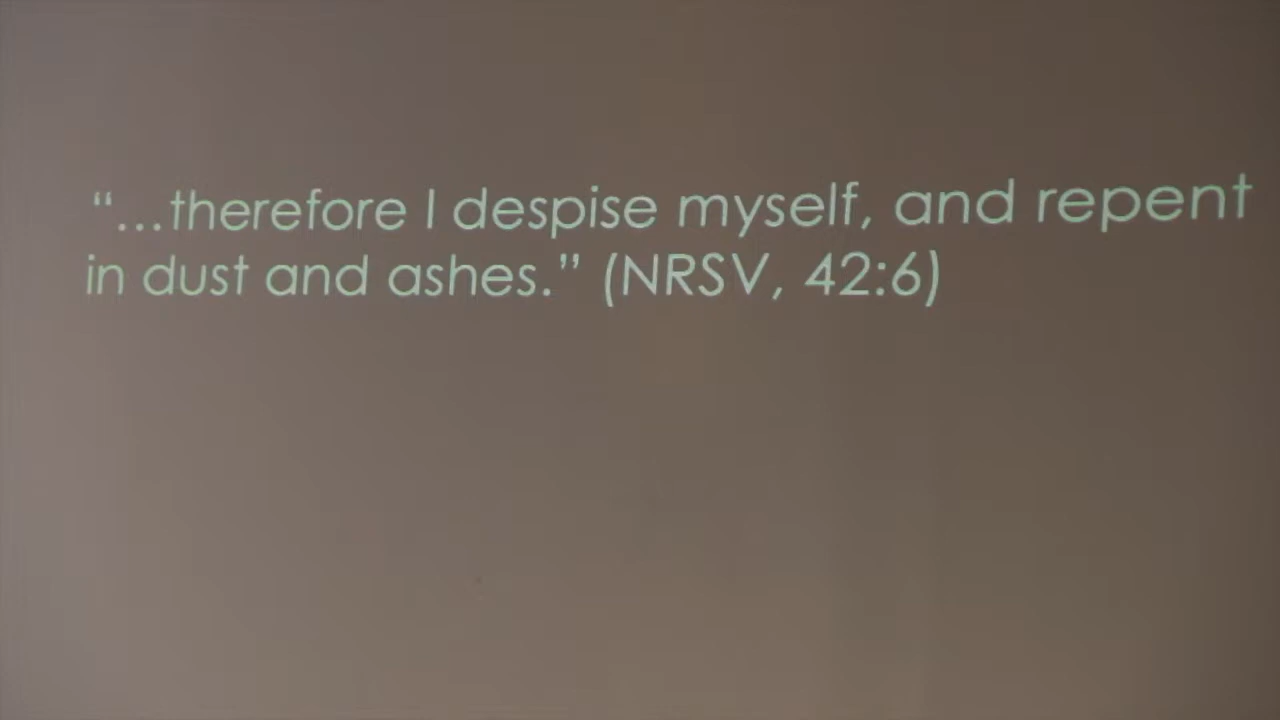 “…therefore I despise myself, and repent
in dust and ashes.” (NRSV, 42:6)